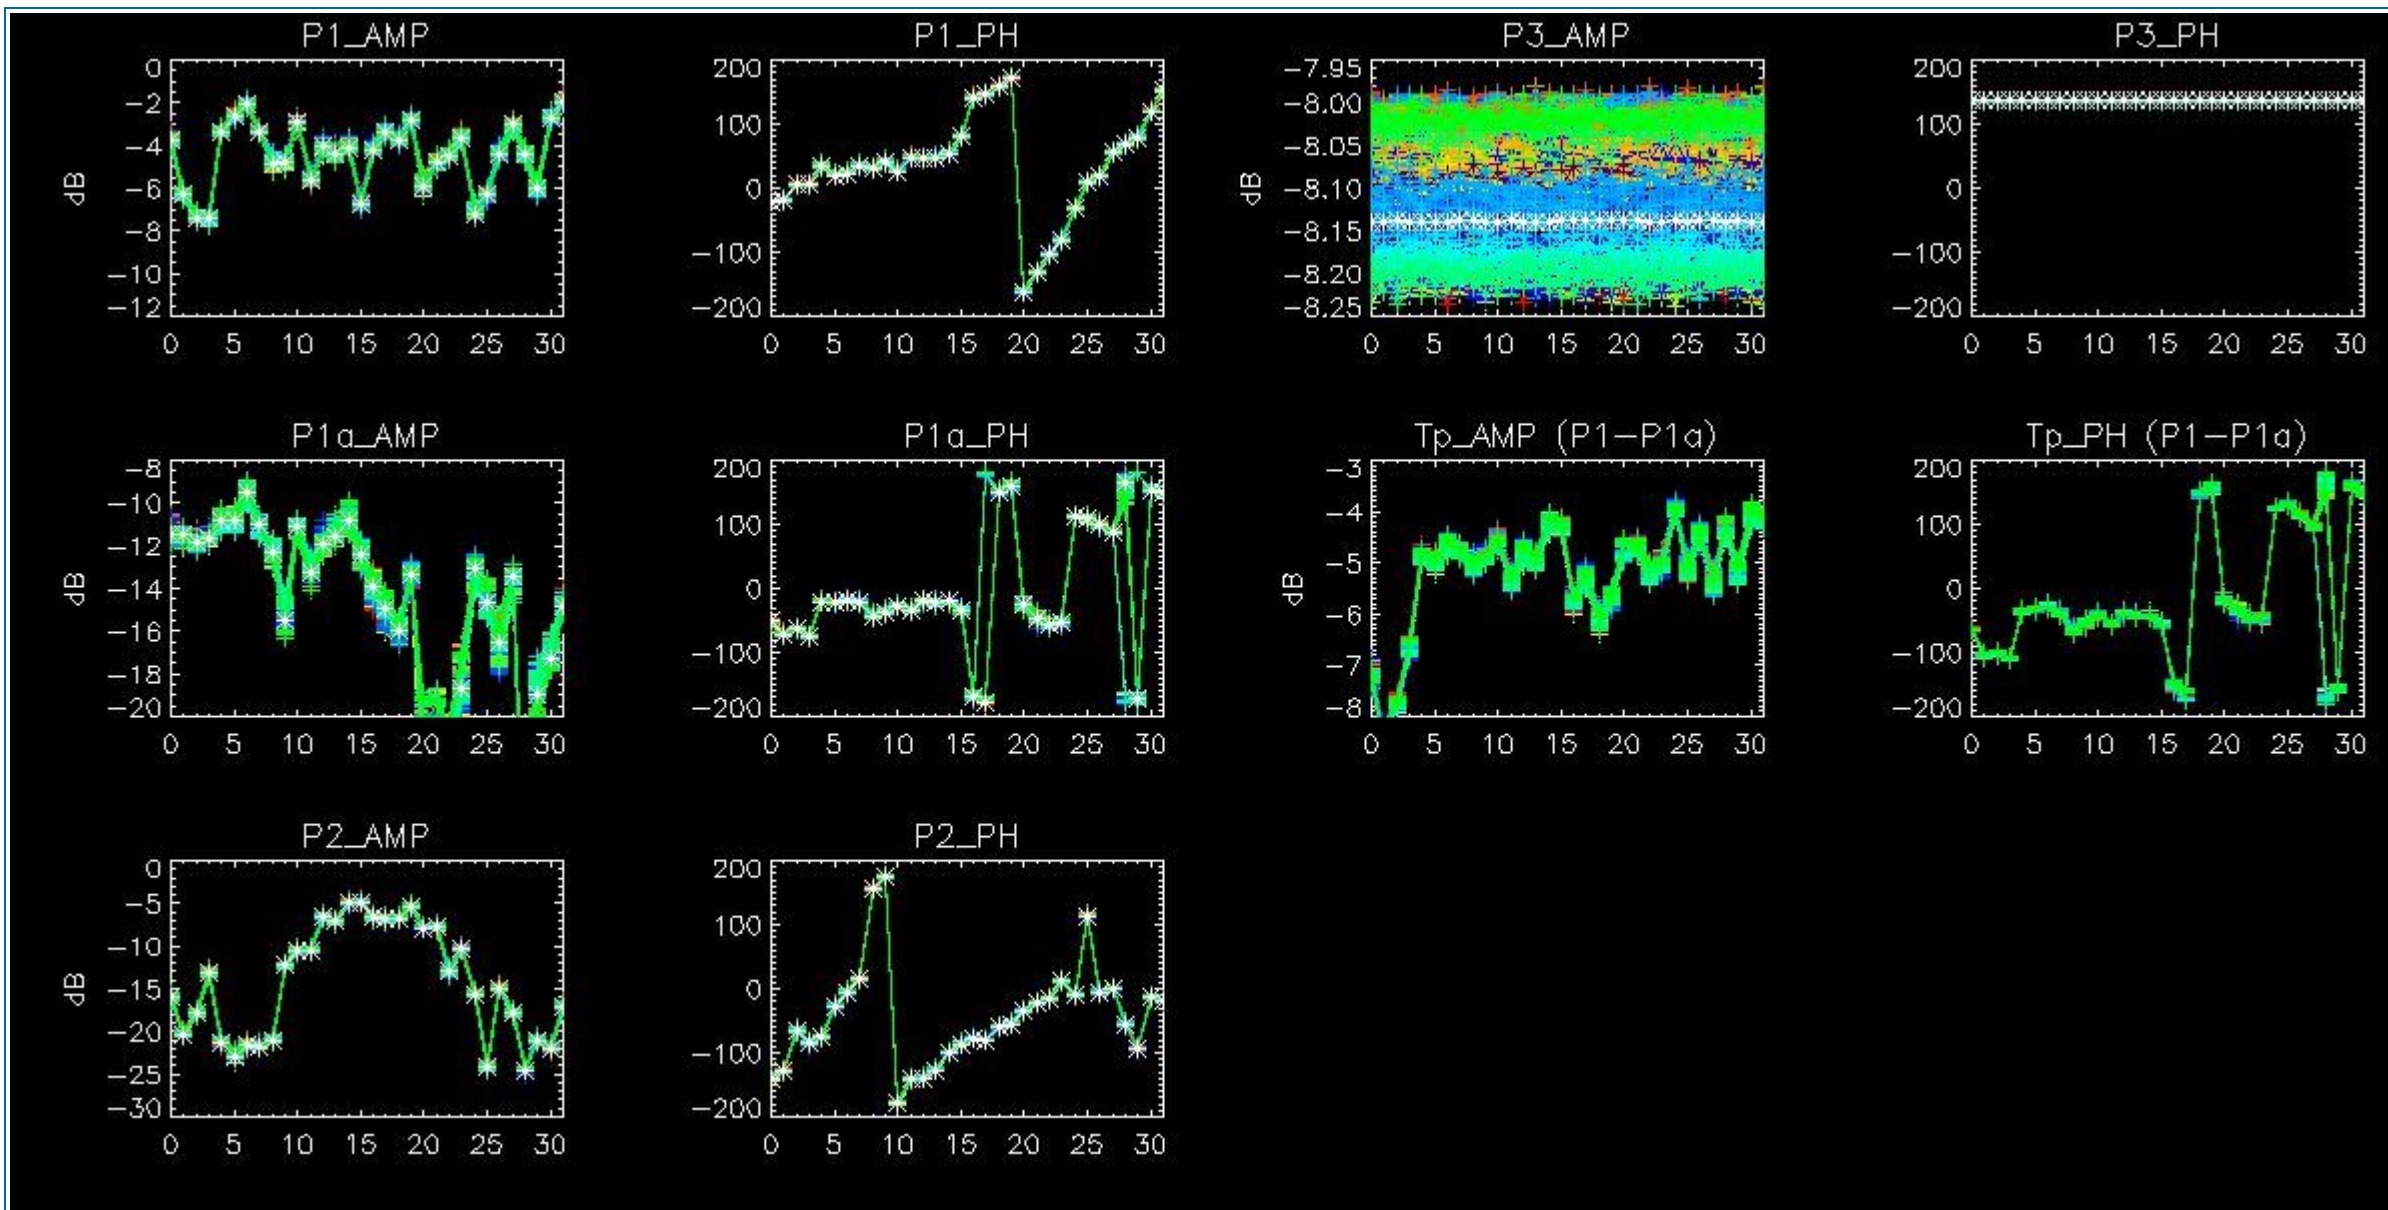 P1_AMP P1_PH P3_AMP P3_PH
0 200 −7.95 200
−2 −8.00
100 100
−4 −8.05
dB −6 0 dB −8.10 0
−8 −8.15
−100 −100
−10 −8.20
−12 −200 −8.25 −200
0 5 10 15 20 25 30 0 5 10 15 20 25 30 0 5 10 15 20 25 30 0 5 10 15 20 25 30
P1a_AMP P1a_PH Tp_AMP (P1−P1a) Tp_PH (P1−P1a)
−8 200 −3 200
−10 100 −4 100
−12
dB −14 0 dB −5 0
−16 −6
−100 −100
−18 −7
−20 −200 −8 −200
0 5 10 15 20 25 30 0 5 10 15 20 25 30 0 5 10 15 20 25 30 0 5 10 15 20 25 30
P2_AMP P2_PH
0 200
−5 100
−10
dB −15 0
−20 −100
−25
−30 −200
0 5 10 15 20 25 30 0 5 10 15 20 25 30